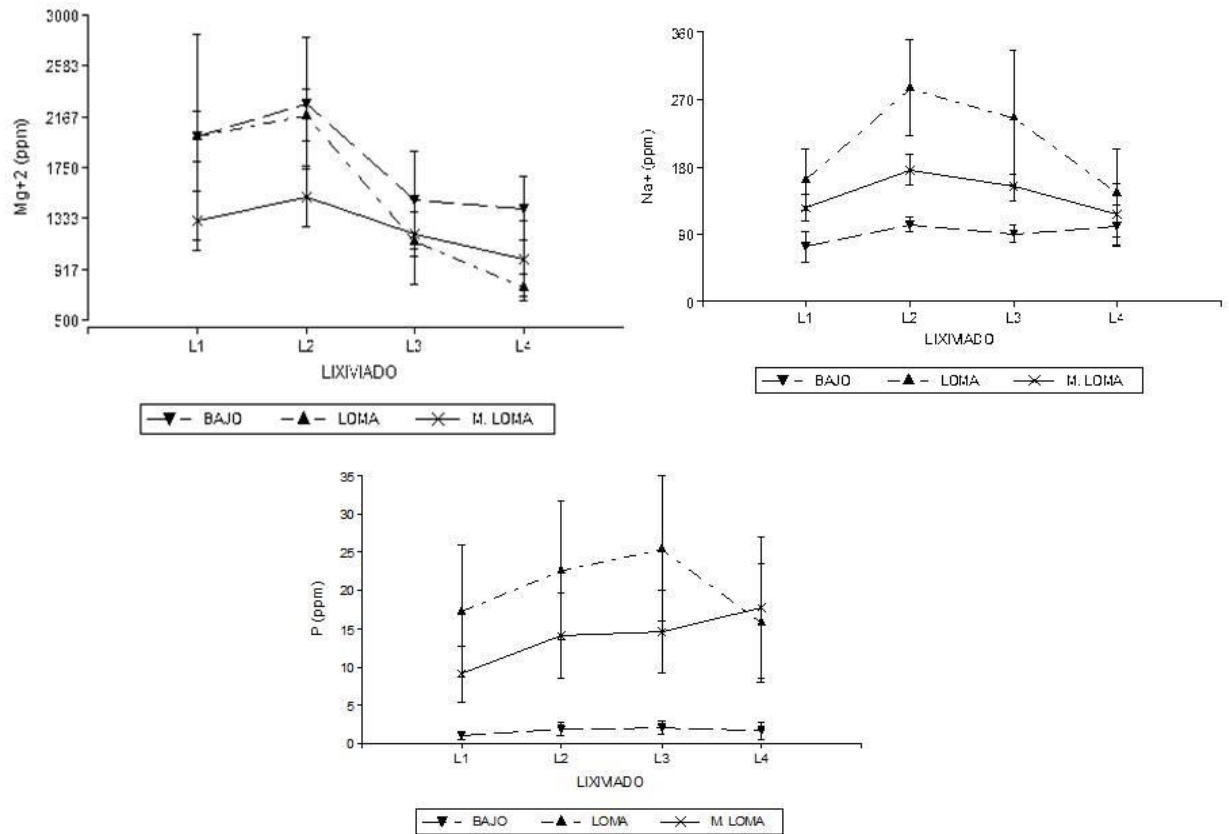 3000
2583
2167
1750
1333
917
500
Mg+2 (ppm)
L1 L2 L3 L4
LIXIVIADO
BAJO LOMA M. LOMA
360
270
180
90
0
Na+ (ppm)
L1 L2 L3 L4
LIXIVIADO
BAJO LOMA M. LOMA
35
30
25
20
15
10
5
0
P (ppm)
L1 L2 L3 L4
LIXIVIADO
BAJO LOMA M. LOMA